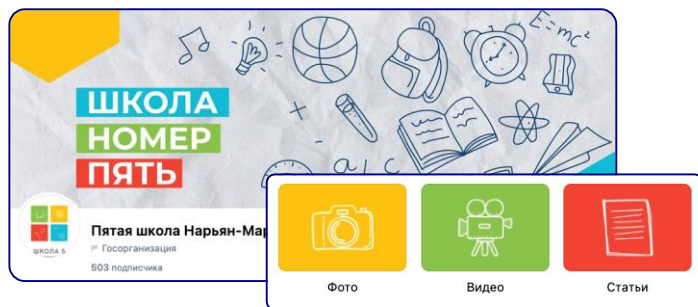 E=mc²
ШКОЛА
НОМЕР
ПЯТЬ
a/c
ШКОЛА 5
Пятая школа Нарьян-Мар
Госорганизация
503 подписчика
Фото
Видео
Статьи